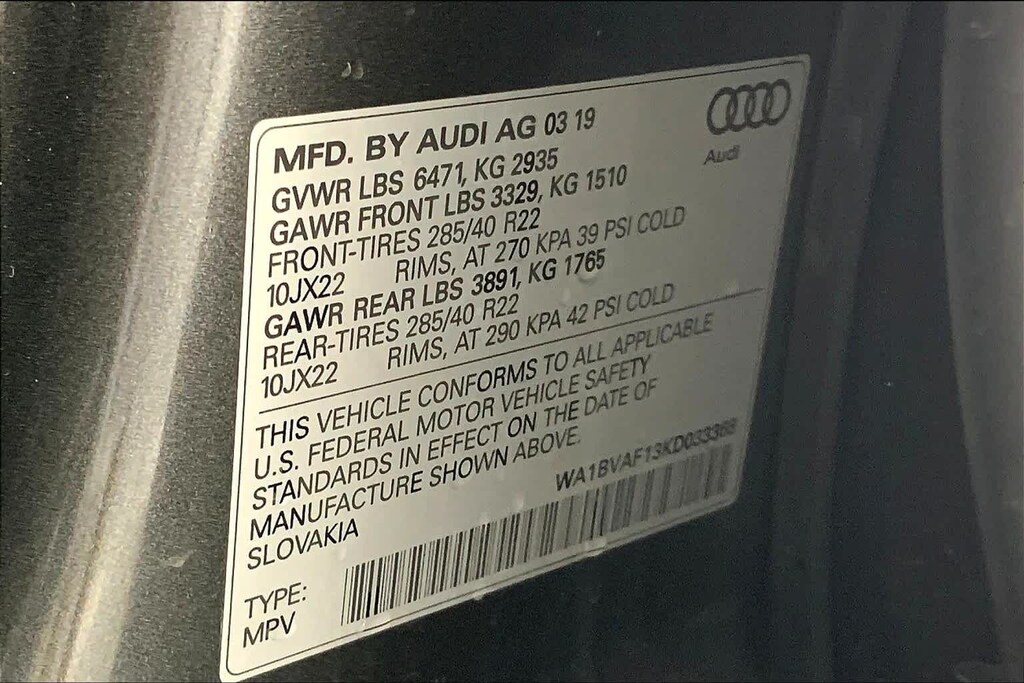 MFD. BY AUDI AG 03 19
GVWR LBS 6471, KG 2935
GAWR FRONT LBS 3329, KG 1510
FRONT-TIRES 285/40 R22
10JX22 RIMS, AT 270 KPA 39 PSI COLD
GAWR REAR LBS 3891, KG 1765
REAR-TIRES 285/40 R22
10JX22 RIMS, AT 290 KPA 42 PSI COLD
THIS VEHICLE CONFORMS TO ALL APPLICABLE
U.S. FEDERAL MOTOR VEHICLE SAFETY
STANDARDS IN EFFECT ON THE DATE OF
MANUFACTURE SHOWN ABOVE.
SLOVAKIA
WA1BVAF13KD033388
TYPE:
MPV
Audi